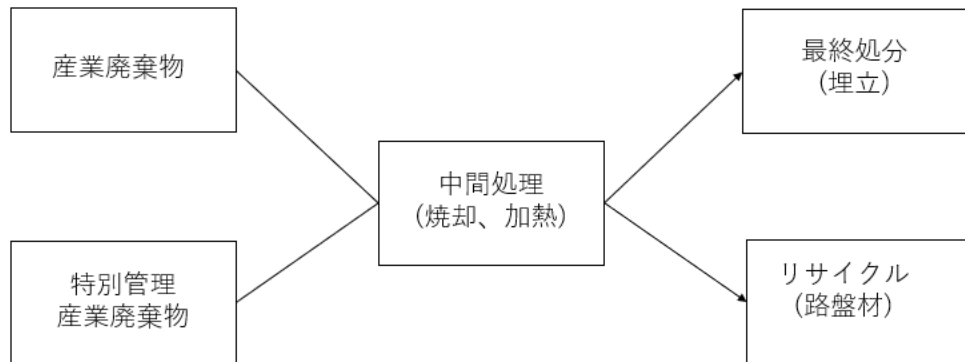 産業廃棄物
特別管理
産業廃棄物
中間処理
(焼却、加熱)
最終処分
(埋立)
リサイクル
(路盤材)